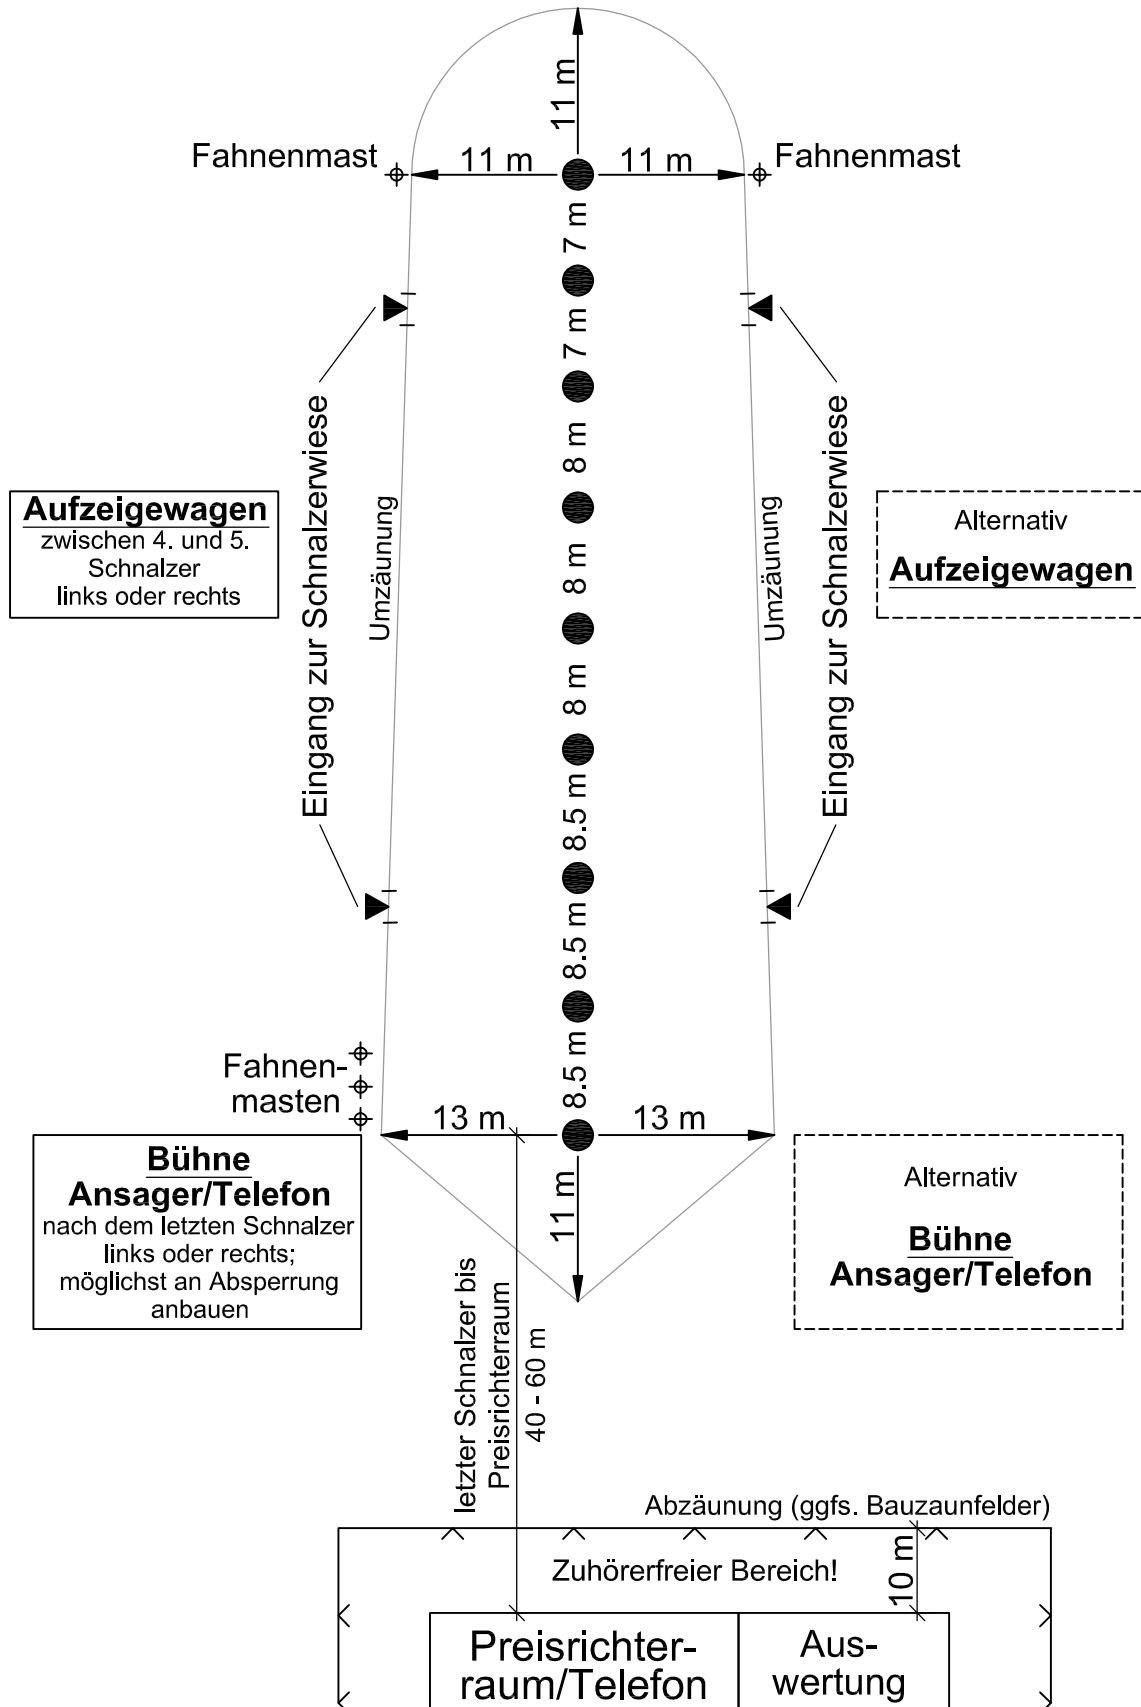 11 m
Fahnenmast
11 m
11 m
Fahnenmast
7 m
7 m
8 m
8 m
8 m
8.5 m
8.5 m
8.5 m
Eingang zur Schnalzerwiese
Umzäunung
Umzäunung
Eingang zur Schnalzerwiese
Aufzeigewagen
zwischen 4. und 5.
Schnalzer
links oder rechts
Alternativ
Aufzeigewagen
Fahnen-
masten
13 m
13 m
11 m
Bühne
Ansager/Telefon
nach dem letzten Schnalzer
links oder rechts;
möglichst an Absperrung
anbauen
Alternativ
Bühne
Ansager/Telefon
letzter Schnalzer bis
Preisrichterraum
40 - 60 m
Abzäunung (ggfs. Bauzaunfelder)
Zuhörerfreier Bereich!
10 m
Preisrichter-
raum/Telefon
Aus-
wertung